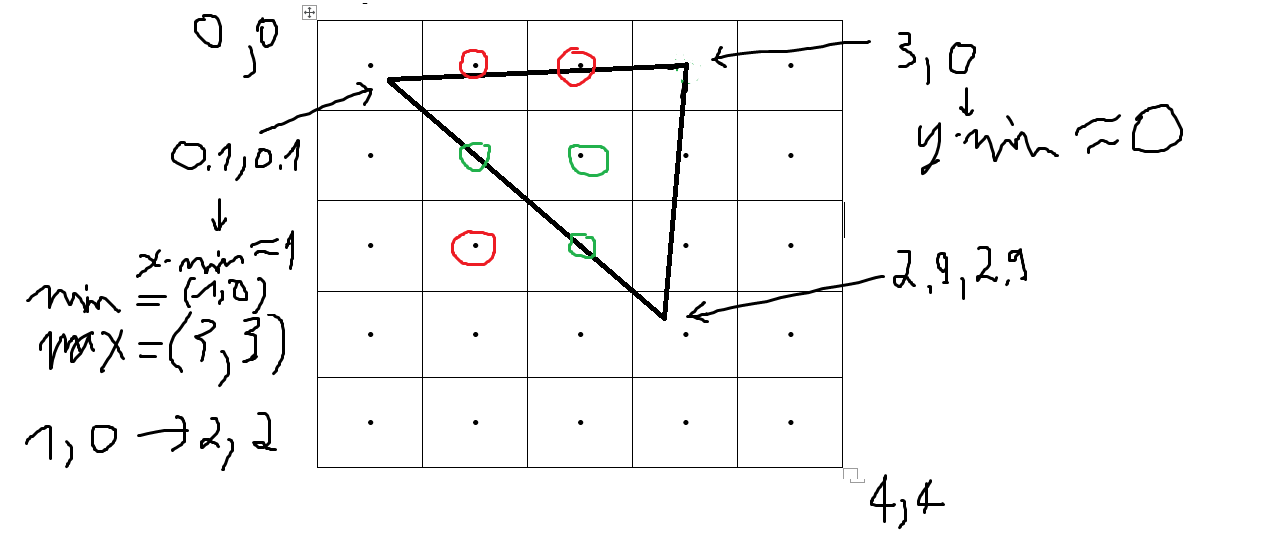 0,0
3,0
↓
y-min ≈ 0
0.1,0.1
↓
x-min ≈ 1
min = (1,0)
max = (3,3)
1,0 → 2,2
2.9,2.9
4,4